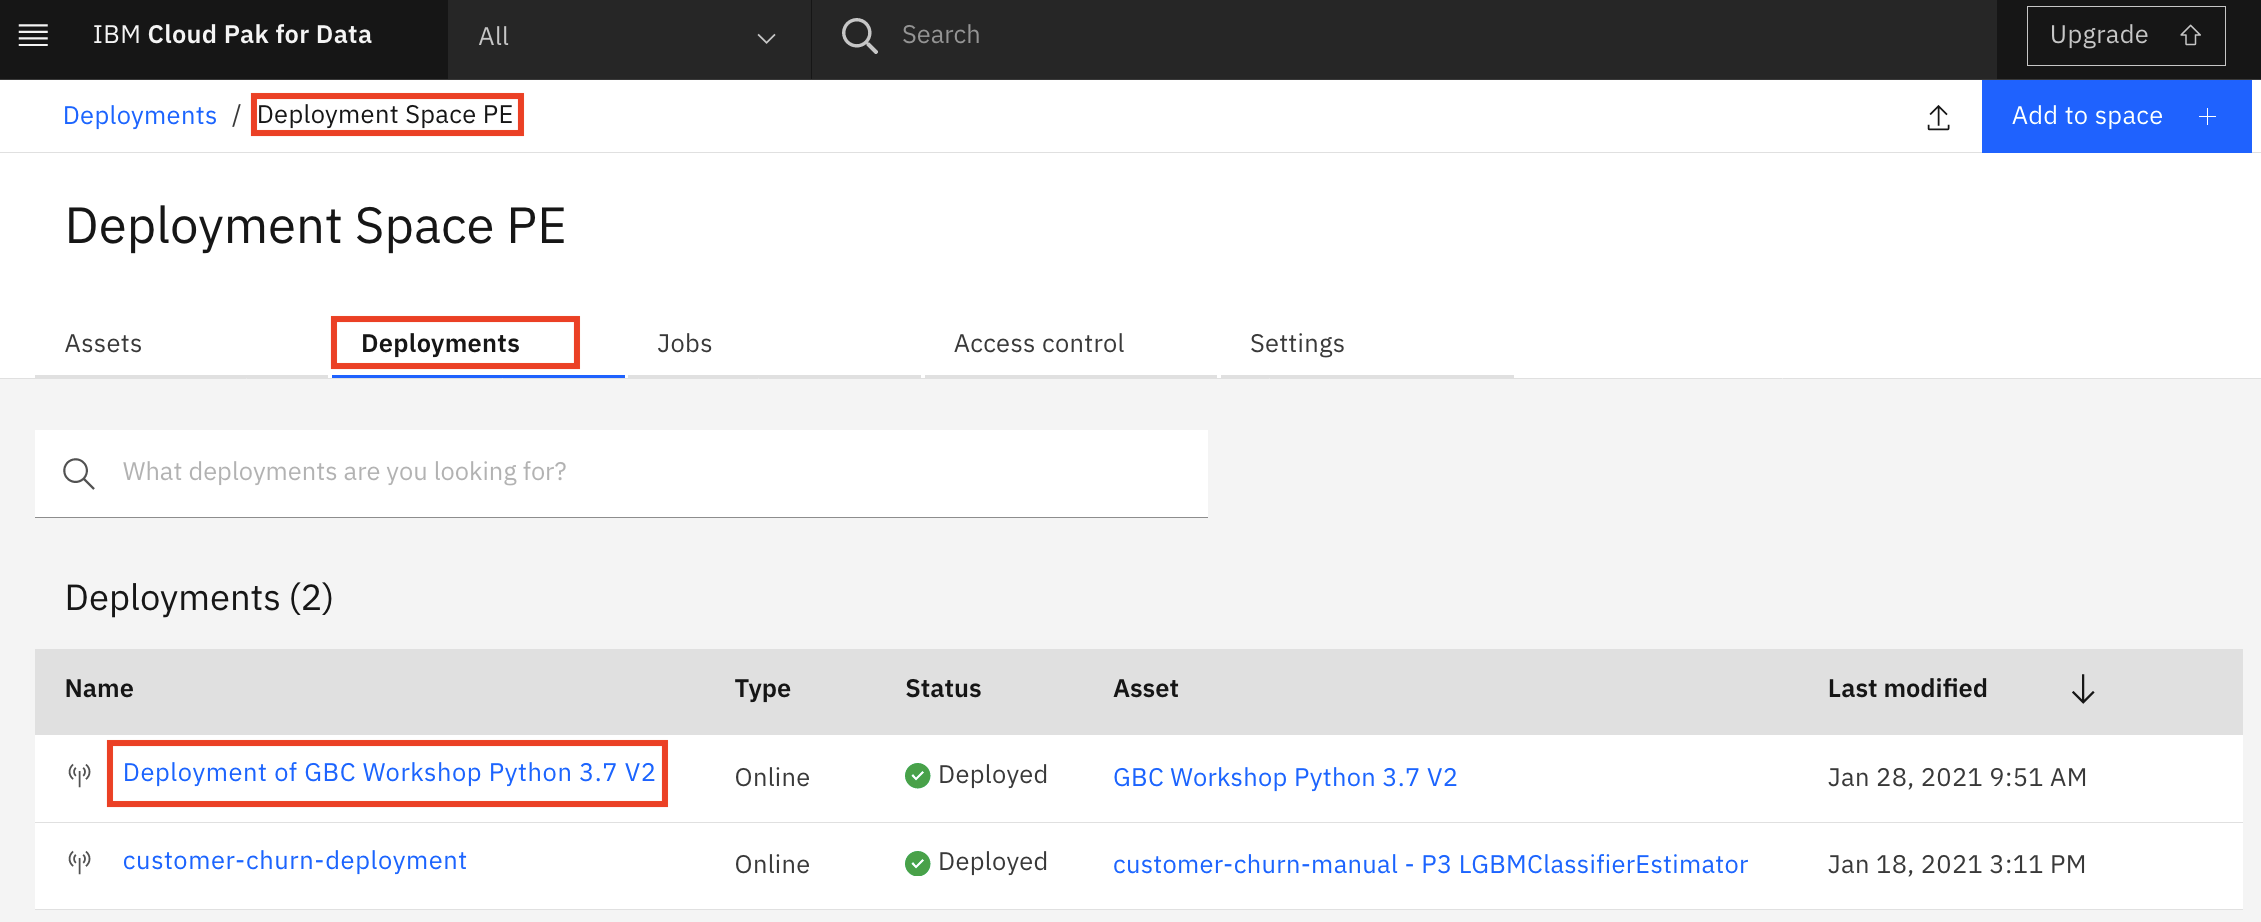 IBM Cloud Pak for Data All Search Upgrade
Deployments / Deployment Space PE Add to space +
Deployment Space PE
Assets Deployments Jobs Access control Settings
What deployments are you looking for?
Deployments (2)
Name Type Status Asset Last modified
Deployment of GBC Workshop Python 3.7 V2 Online Deployed GBC Workshop Python 3.7 V2 Jan 28, 2021 9:51 AM
customer-churn-deployment Online Deployed customer-churn-manual - P3 LGBMClassifierEstimator Jan 18, 2021 3:11 PM